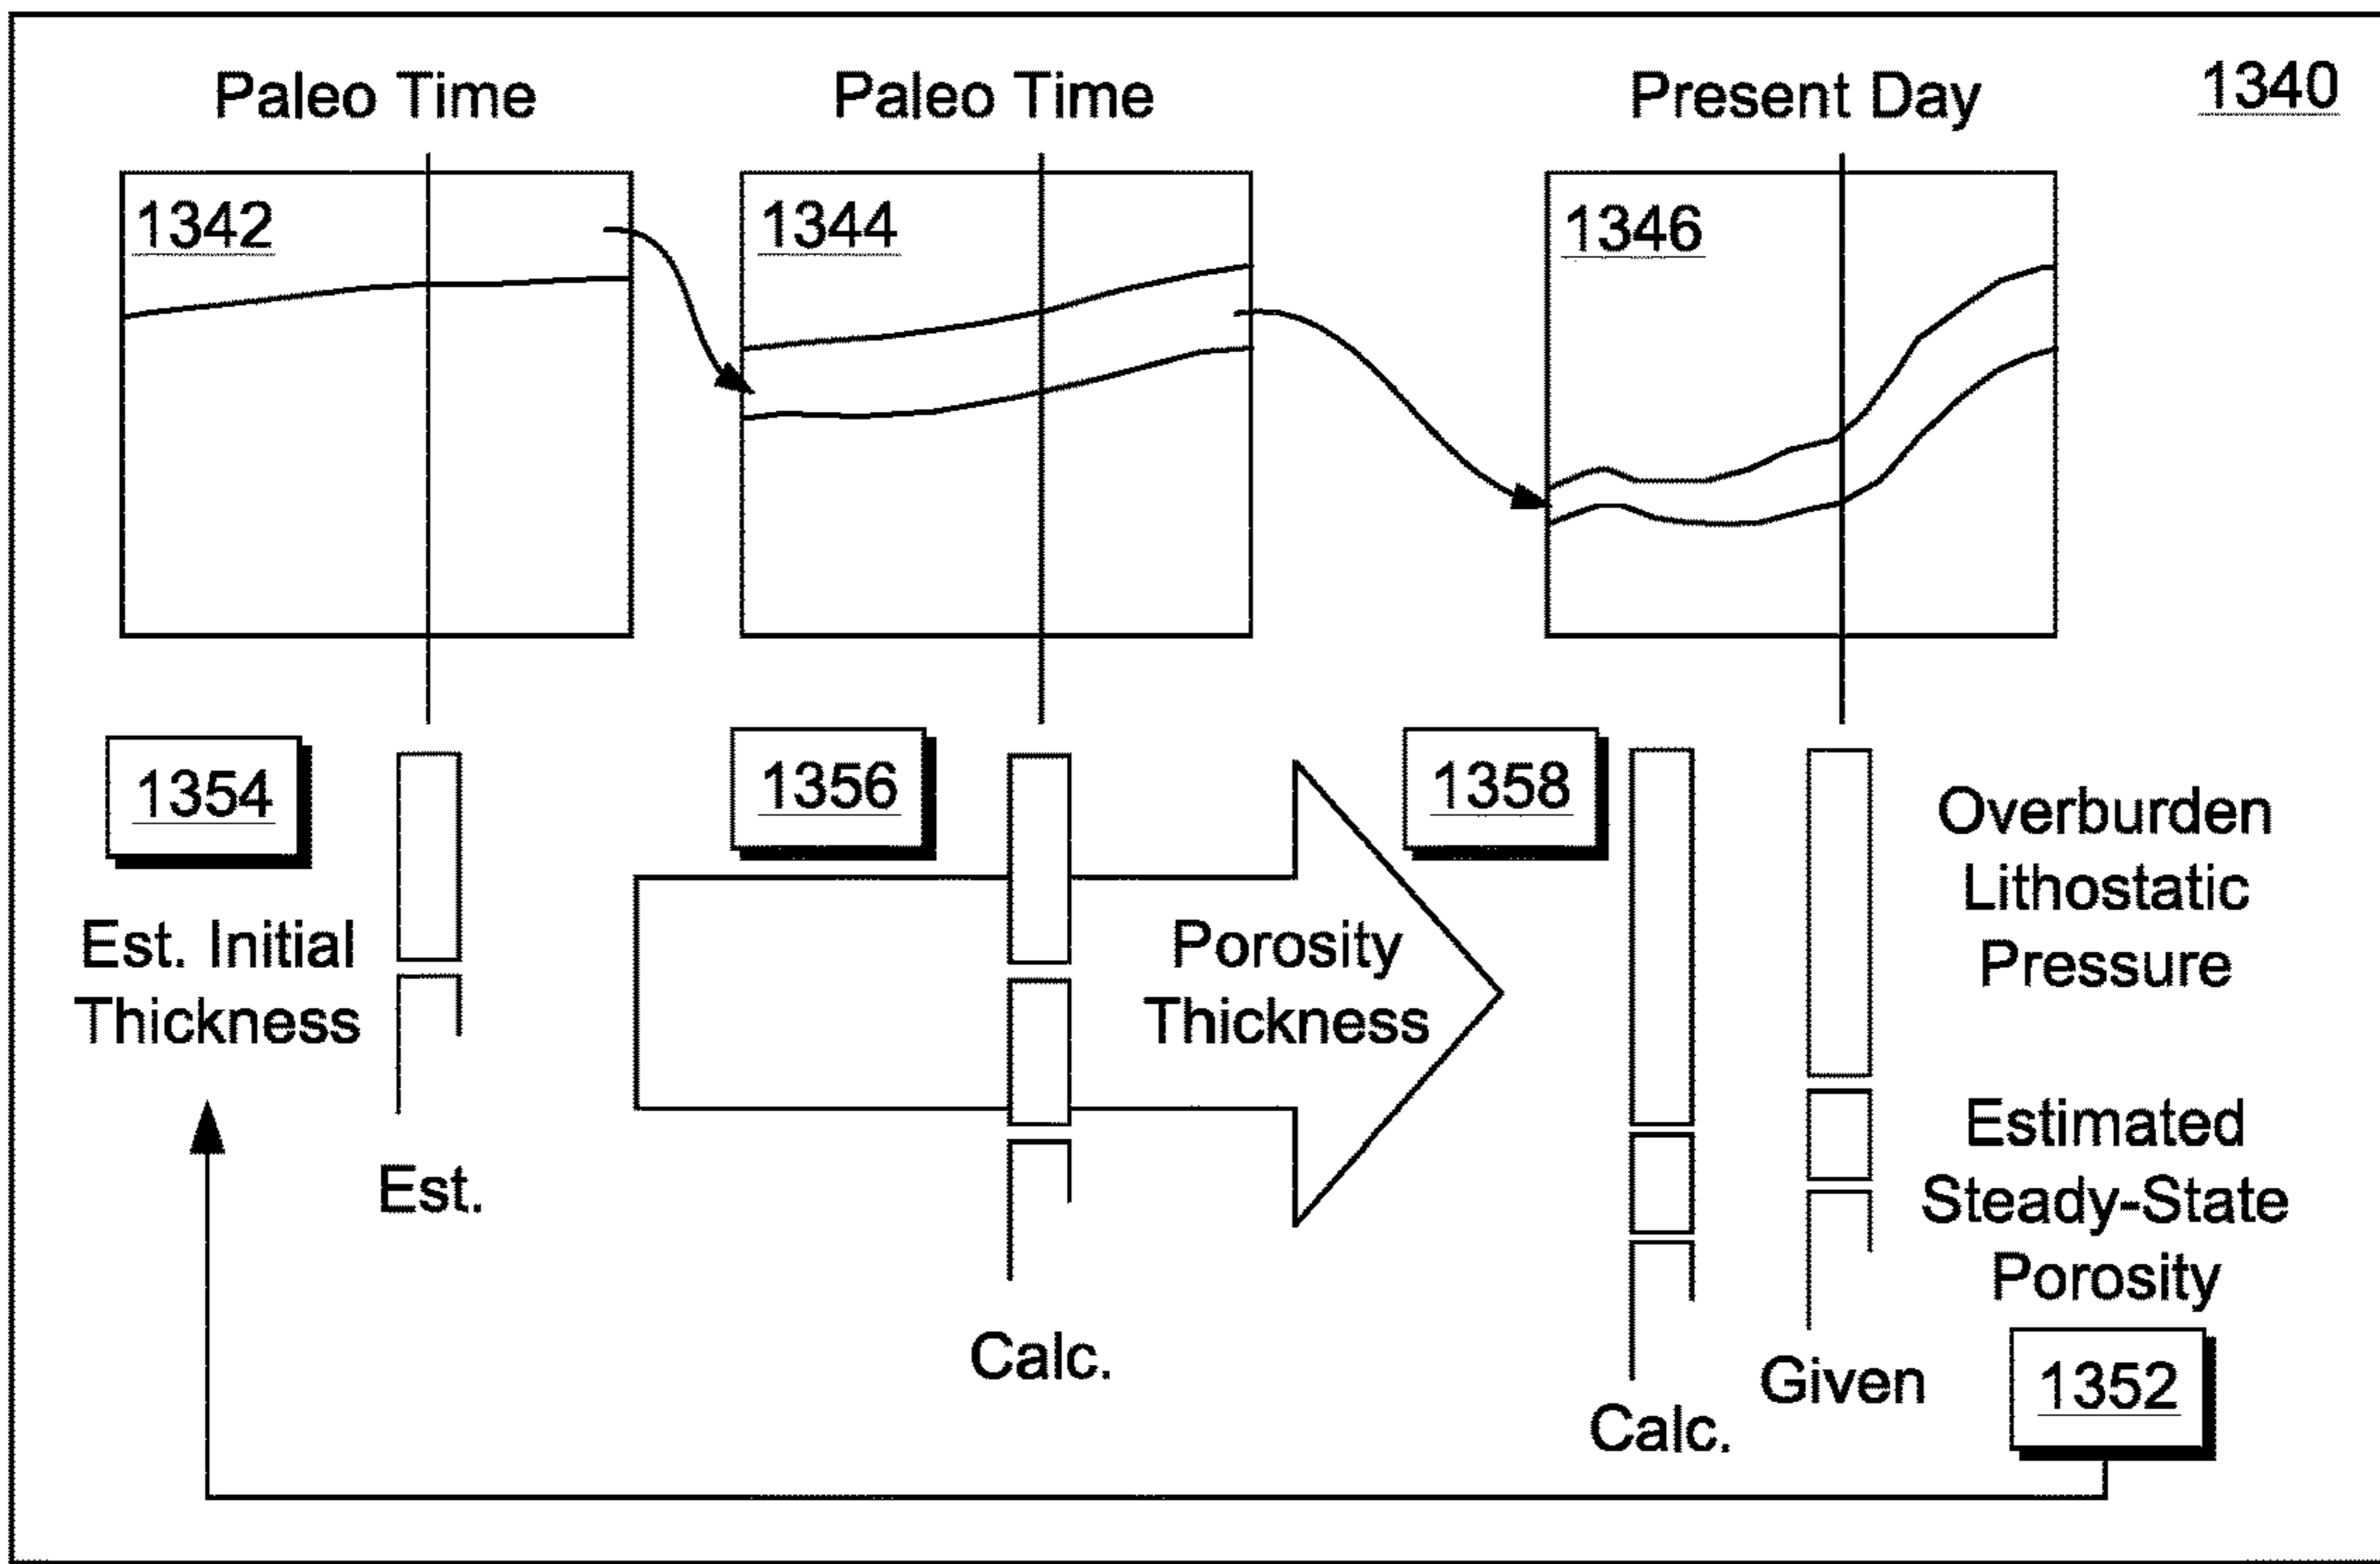 Paleo Time
Paleo Time
Present Day
1340
1342
1344
1346
1354
1356
1358
Est. Initial
Thickness
Est.
Porosity
Thickness
Calc.
Calc.
Given
Overburden
Lithostatic
Pressure
Estimated
Steady-State
Porosity
1352